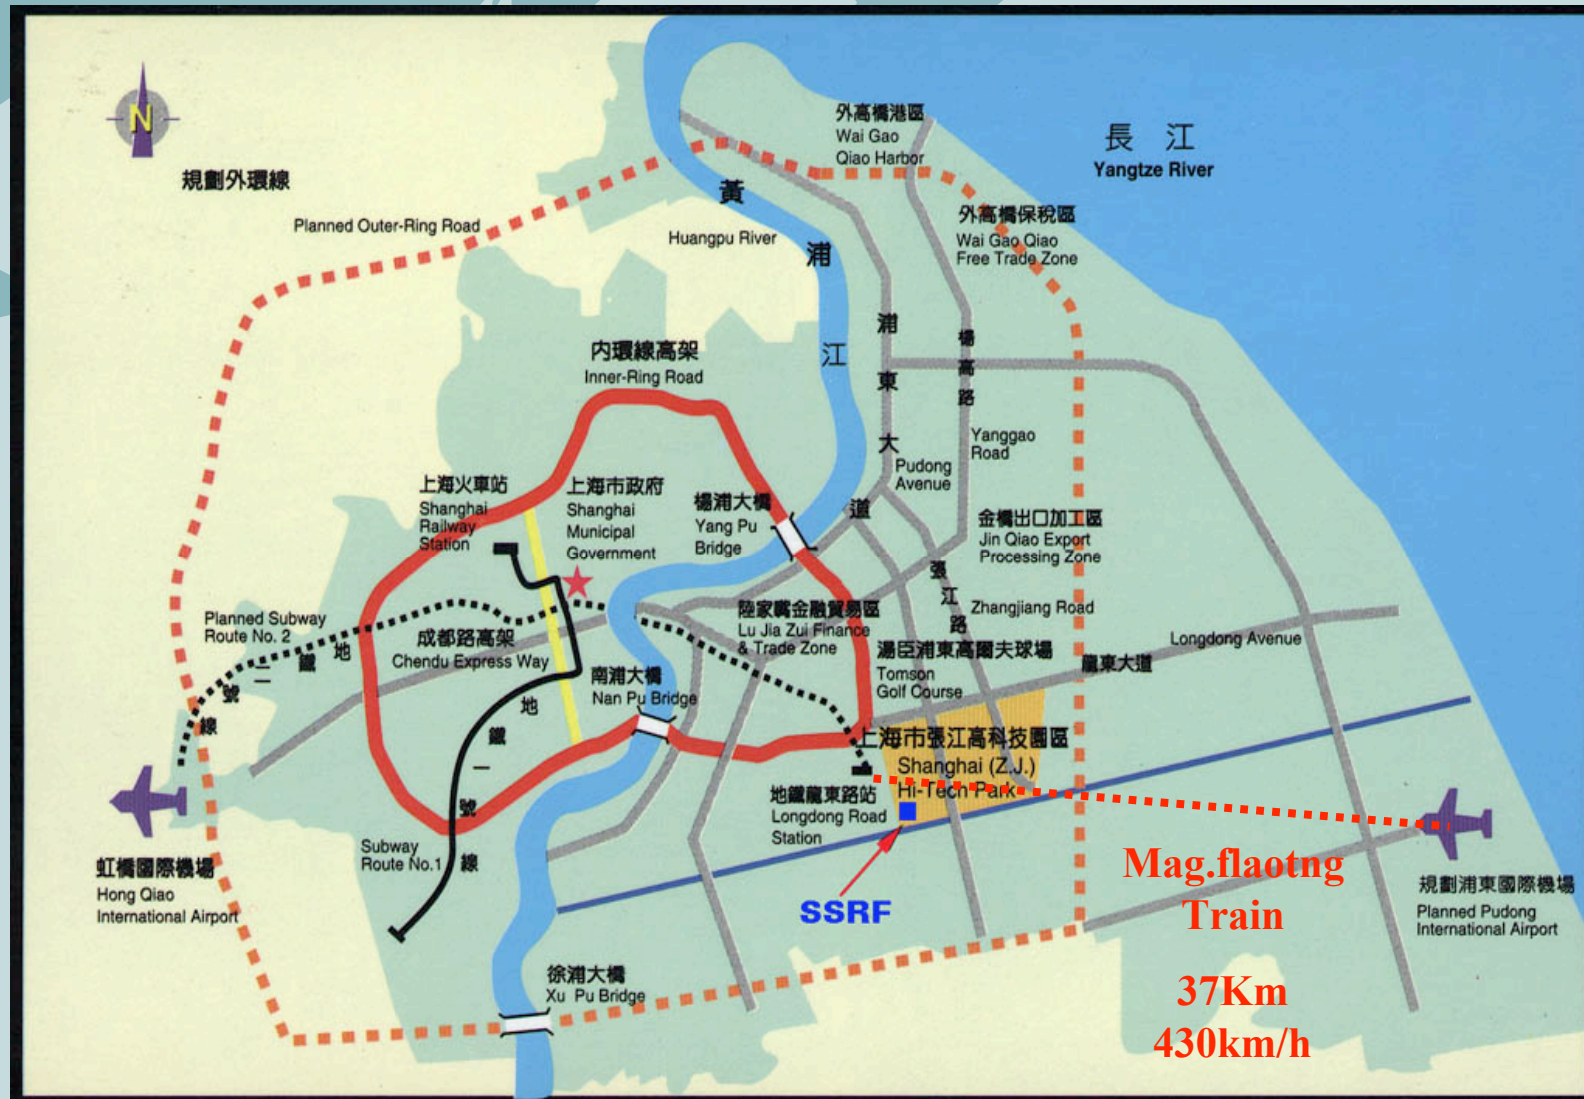 N
規劃外環線
Planned Outer-Ring Road
外高橋港區
Wai Gao
Qiao Harbor
長 江
Yangtze River
黃
浦
江
Huangpu River
外高橋保稅區
Wai Gao Qiao
Free Trade Zone
浦
東
大
道
Pudong
Avenue
楊
高
路
Yanggao
Road
内環線高架
Inner-Ring Road
上海火車站
Shanghai
Railway
Station
上海市政府
Shanghai
Municipal
Government
楊浦大橋
Yang Pu
Bridge
金橋出口加工區
Jin Qiao Export
Processing Zone
張
江
路
Zhangjiang Road
Planned Subway
Route No. 2
地
鐵
二
號
線
成都路高架
Chendu Express Way
陸家嘴金融貿易區
Lu Jia Zui Finance
& Trade Zone
湯臣浦東高爾夫球場
Tomson
Golf Course
Longdong Avenue
龍東大道
南浦大橋
Nan Pu Bridge
地
鐵
一
號
線
Subway
Route No.1
上海市張江高科技園區
Shanghai (Z.J.)
Hi-Tech Park
地鐵龍東路站
Longdong Road
Station
虹橋國際機場
Hong Qiao
International Airport
SSRF
Mag.flaotng
Train
37Km
430km/h
規劃浦東國際機場
Planned Pudong
International Airport
徐浦大橋
Xu Pu Bridge